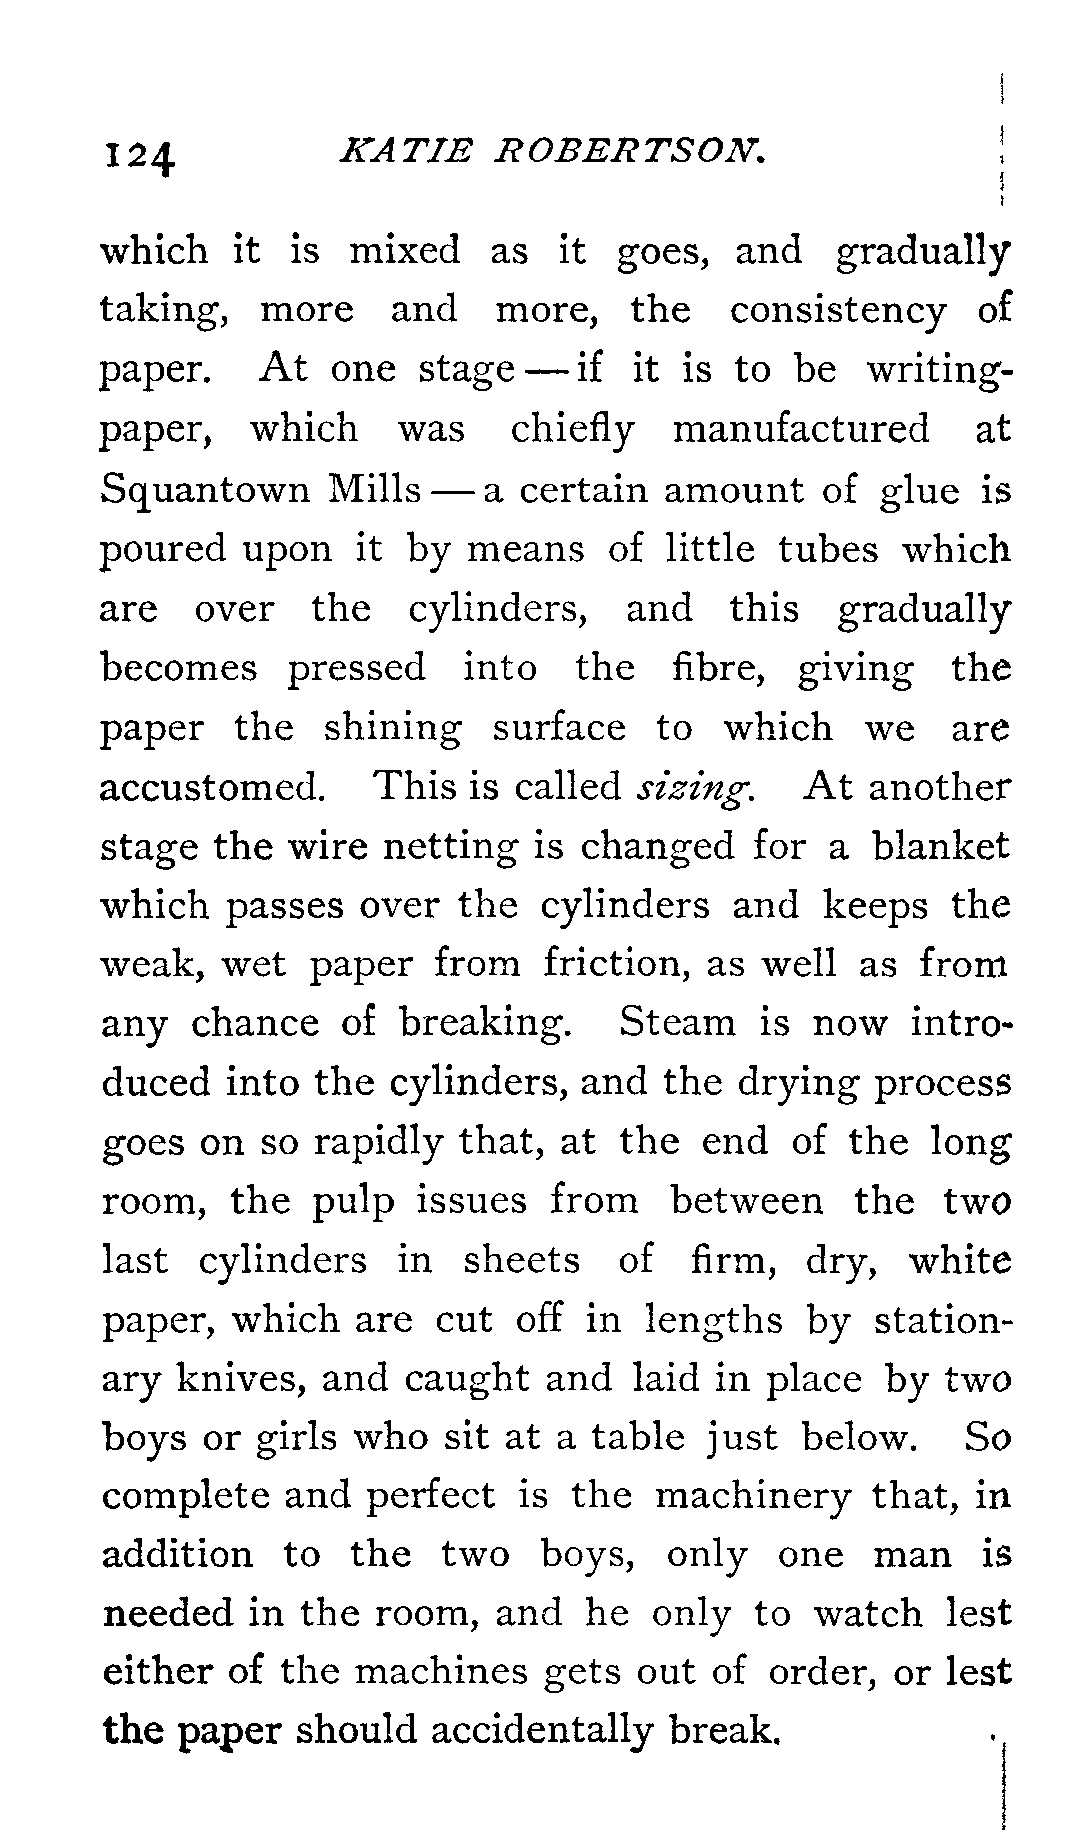 124 KATIE ROBERTSON.
which it is mixed as it goes, and gradually
taking, more and more, the consistency of
paper. At one stage — if it is to be writing-
paper, which was chiefly manufactured at
Squantown Mills — a certain amount of glue is
poured upon it by means of little tubes which
are over the cylinders, and this gradually
becomes pressed into the fibre, giving the
paper the shining surface to which we are
accustomed. This is called sizing. At another
stage the wire netting is changed for a blanket
which passes over the cylinders and keeps the
weak, wet paper from friction, as well as from
any chance of breaking. Steam is now intro-
duced into the cylinders, and the drying process
goes on so rapidly that, at the end of the long
room, the pulp issues from between the two
last cylinders in sheets of firm, dry, white
paper, which are cut off in lengths by station-
ary knives, and caught and laid in place by two
boys or girls who sit at a table just below. So
complete and perfect is the machinery that, in
addition to the two boys, only one man is
needed in the room, and he only to watch lest
either of the machines gets out of order, or lest
the paper should accidentally break.